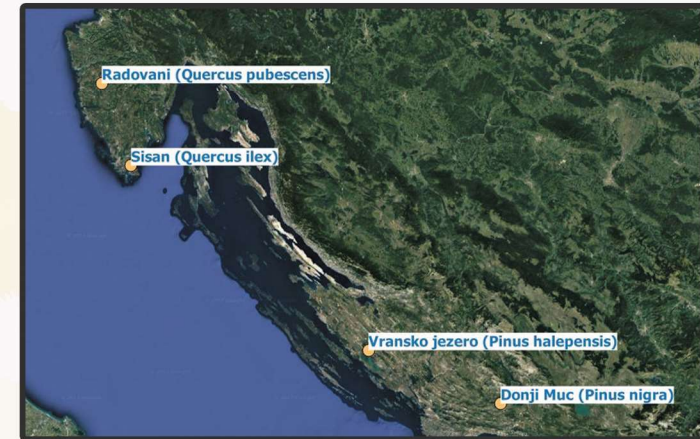 Radovani (Quercus pubescens)
Sisan (Quercus ilex)
Vransko jezero (Pinus halepensis)
Donji Muc (Pinus nigra)